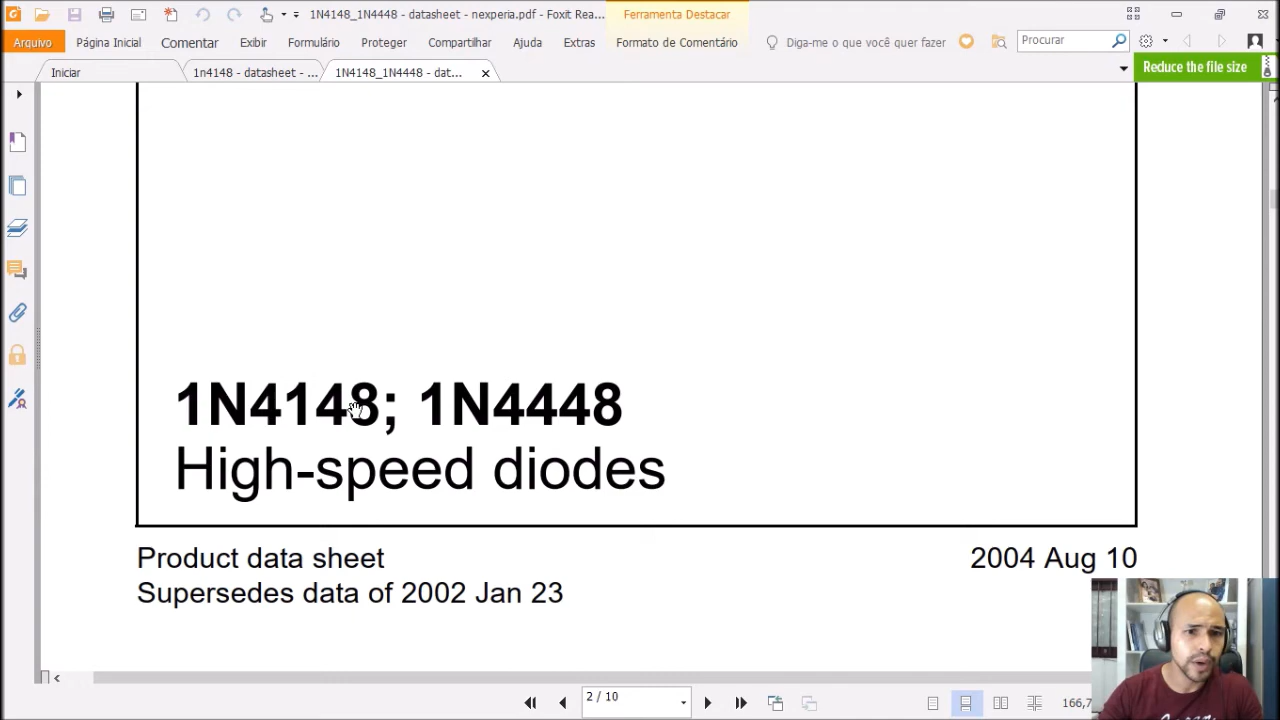 1N4148_1N4448 - datasheet - nexperia.pdf - Foxit Rea...
Ferramenta Destacar
Arquivo
Página Inicial
Comentar
Exibir
Formulário
Proteger
Compartilhar
Ajuda
Extras
Formato de Comentário
Diga-me o que você quer fazer
Procurar
Iniciar
1n4148 - datasheet - ...
1N4148_1N4448 - dat...
Reduce the file size
1N4148; 1N4448
High-speed diodes
Product data sheet
2004 Aug 10
Supersedes data of 2002 Jan 23
2 / 10
166,7